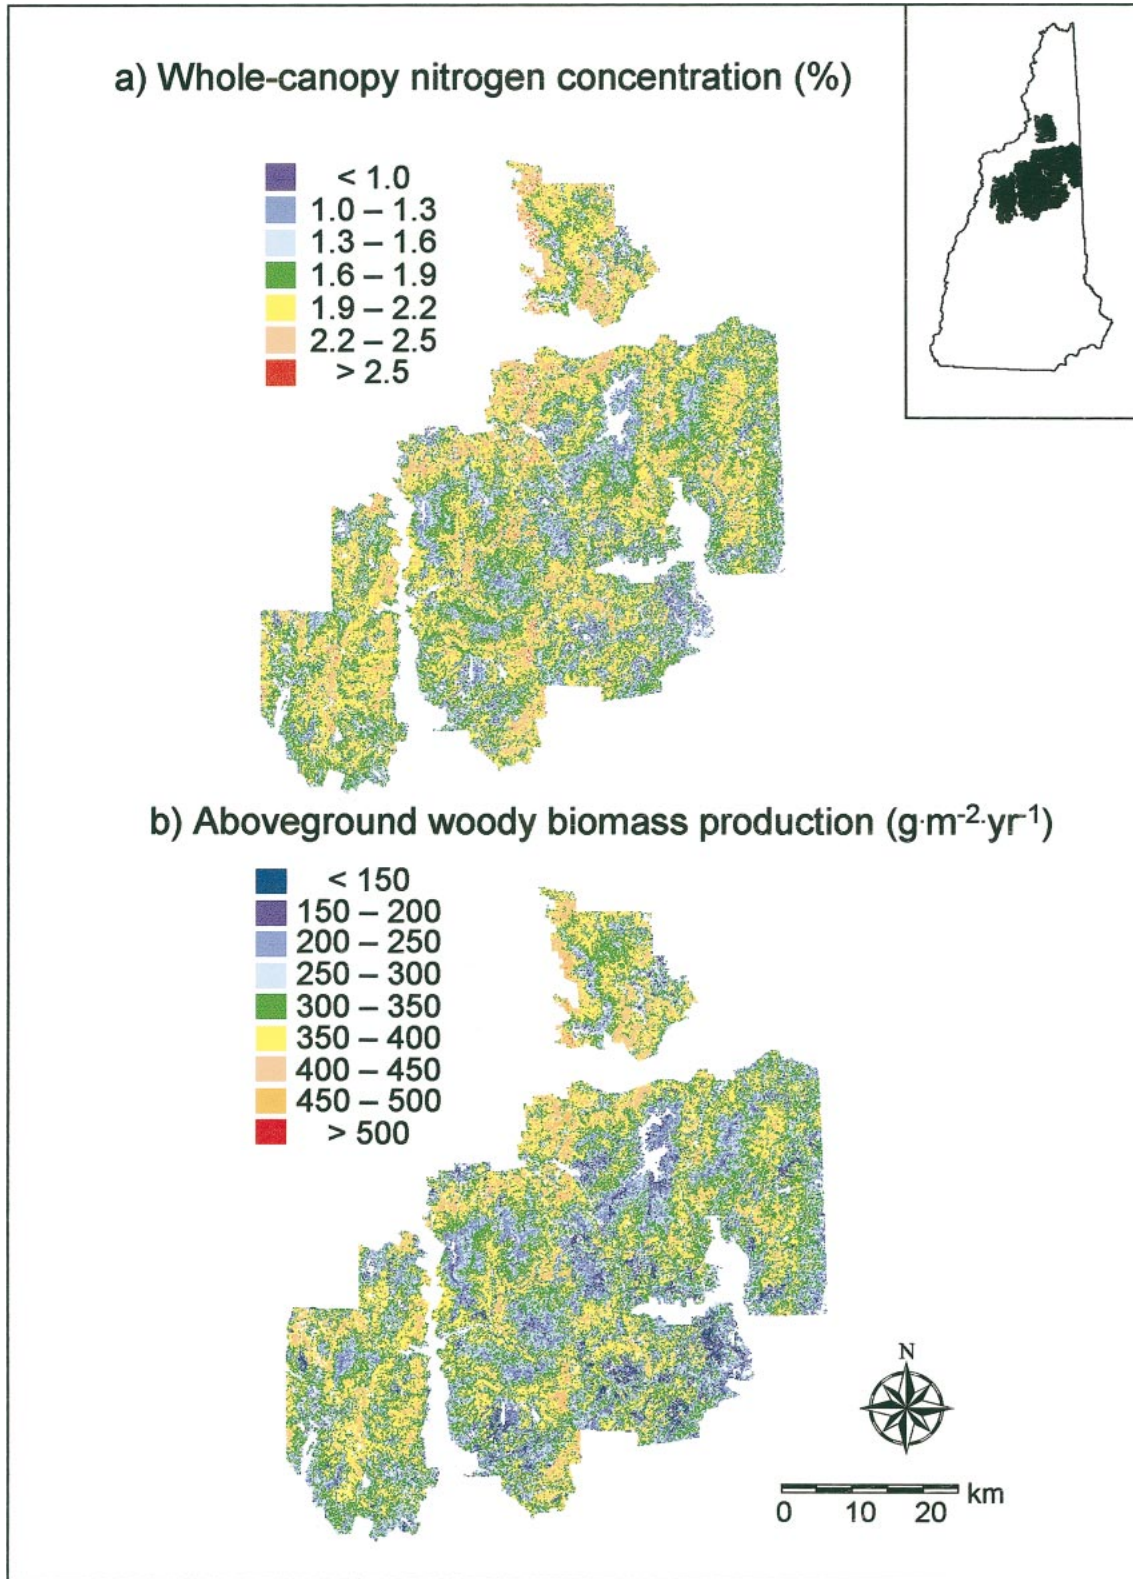 a) Whole-canopy nitrogen concentration (%)
< 1.0
1.0 – 1.3
1.3 – 1.6
1.6 – 1.9
1.9 – 2.2
2.2 – 2.5
> 2.5
b) Aboveground woody biomass production (g·m⁻²·yr⁻¹)
< 150
150 – 200
200 – 250
250 – 300
300 – 350
350 – 400
400 – 450
450 – 500
> 500
N
km
0 10 20